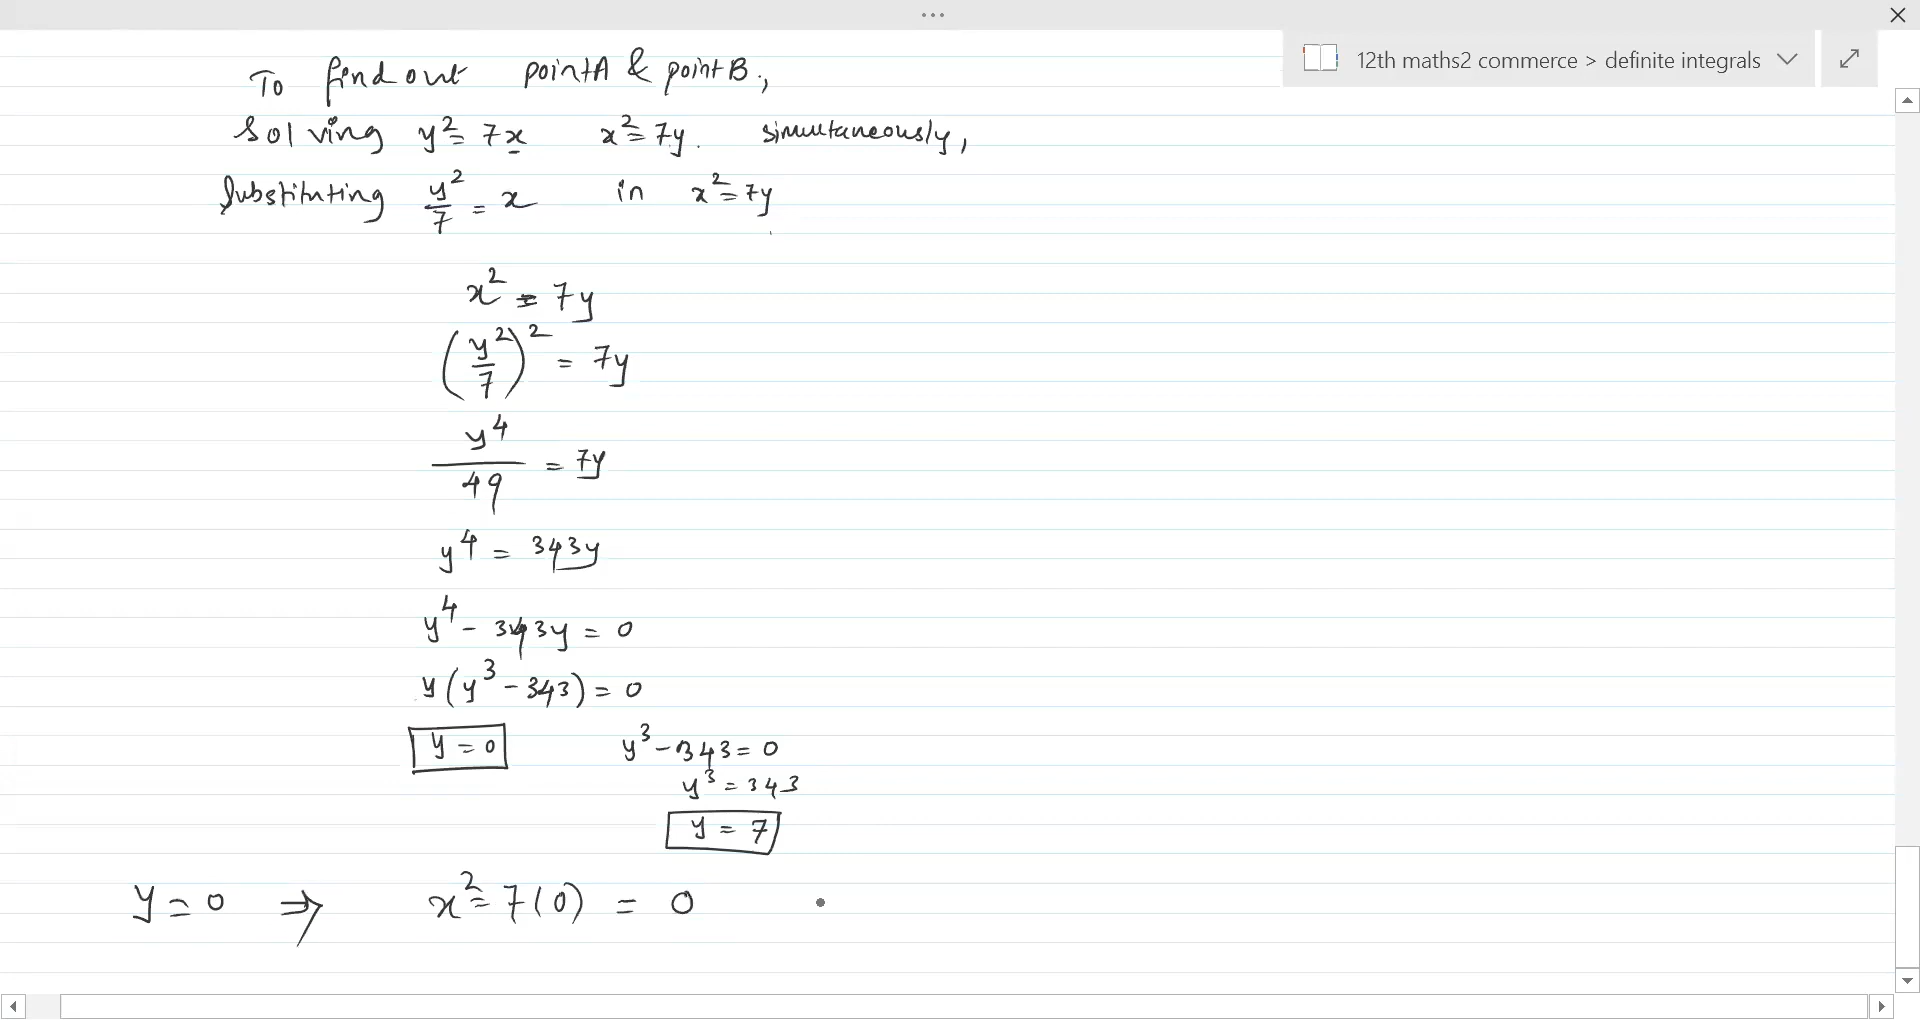 ...
12th maths2 commerce > definite integrals
To find out point A & point B.,
Solving y² = 7x x² = 7y. simultaneously,
Substituting y²/7 = x in x² = 7y
x² = 7y
(y²/7)² = 7y
y⁴/49 = 7y
y⁴ = 343y
y⁴ - 343y = 0
y(y³ - 343) = 0
y = 0 y³ - 343 = 0
y³ = 343
y = 7
y = 0 ⇒ x² = 7(0) = 0